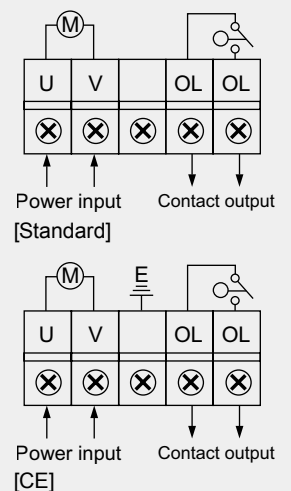 M
U V OL OL
Power input Contact output
[Standard]
M E
U V OL OL
Power input Contact output
[CE]